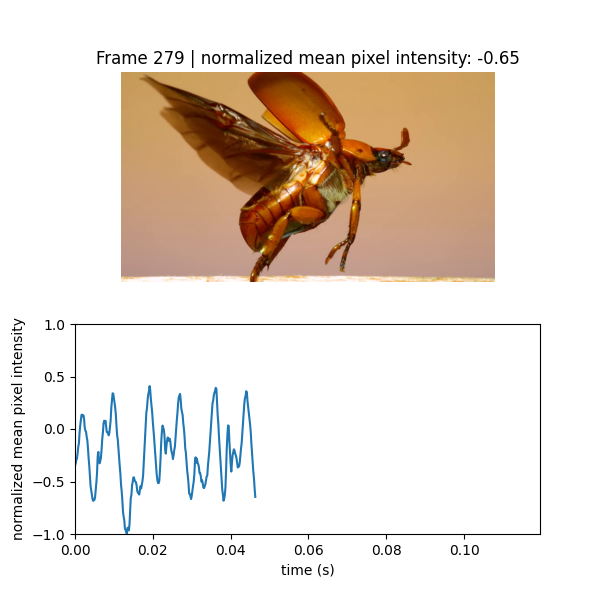 Frame 279 | normalized mean pixel intensity: -0.65
normalized mean pixel intensity
1.0
0.5
0.0
−0.5
−1.0
0.00 0.02 0.04 0.06 0.08 0.10
time (s)